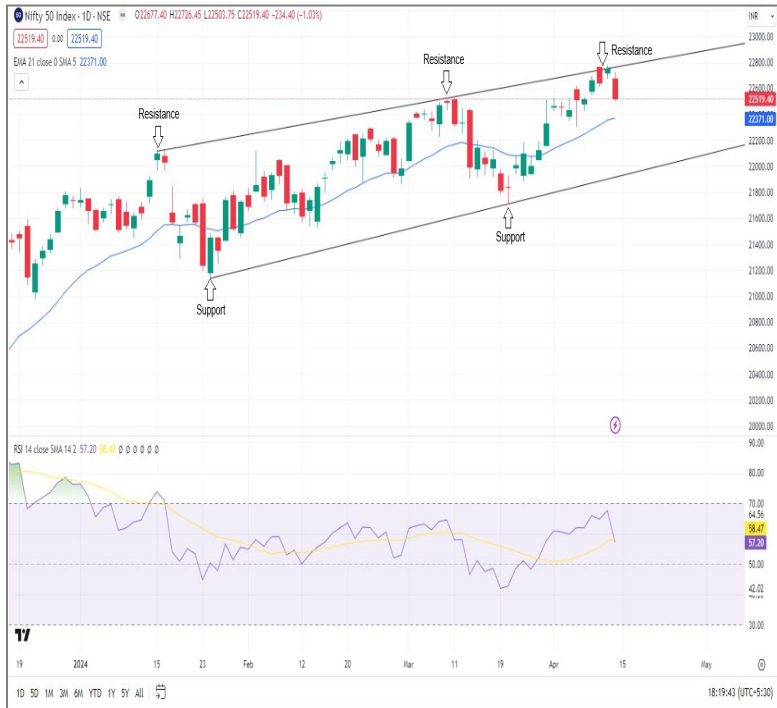 50 Nifty 50 Index · 1D · NSE O22677.40 H22726.45 L22503.75 C22519.40 −234.40 (−1.03%) INR
22519.40 0.00 22519.40
EMA 21 close 0 SMA 5 22371.00
Resistance
Resistance
Resistance
Support
Support
23000.00
22800.00
22600.00
22519.40
22371.00
22200.00
22000.00
21800.00
21600.00
21400.00
21200.00
21000.00
20800.00
20600.00
20400.00
20200.00
20000.00
RSI 14 close SMA 14 2 57.20 58.47 Ø Ø Ø Ø Ø Ø
90.00
80.00
70.00
64.56
58.47
57.20
50.00
42.02
30.00
19 2024 15 23 Feb 12 20 Mar 11 19 Apr 15 May
1D 5D 1M 3M 6M YTD 1Y 5Y All 18:19:43 (UTC+5:30)